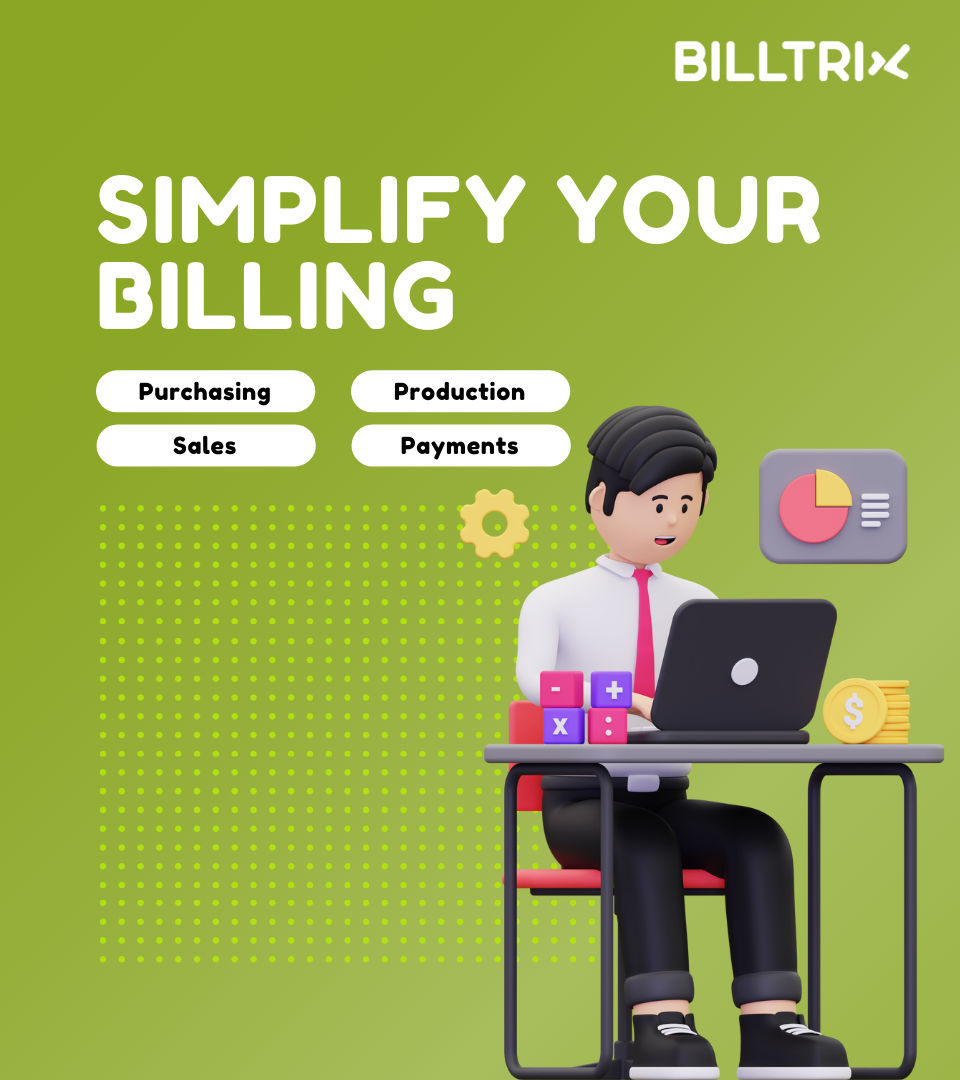 BILLTRIX
SIMPLIFY YOUR
BILLING
Purchasing Production
Sales Payments
- +
x :
$